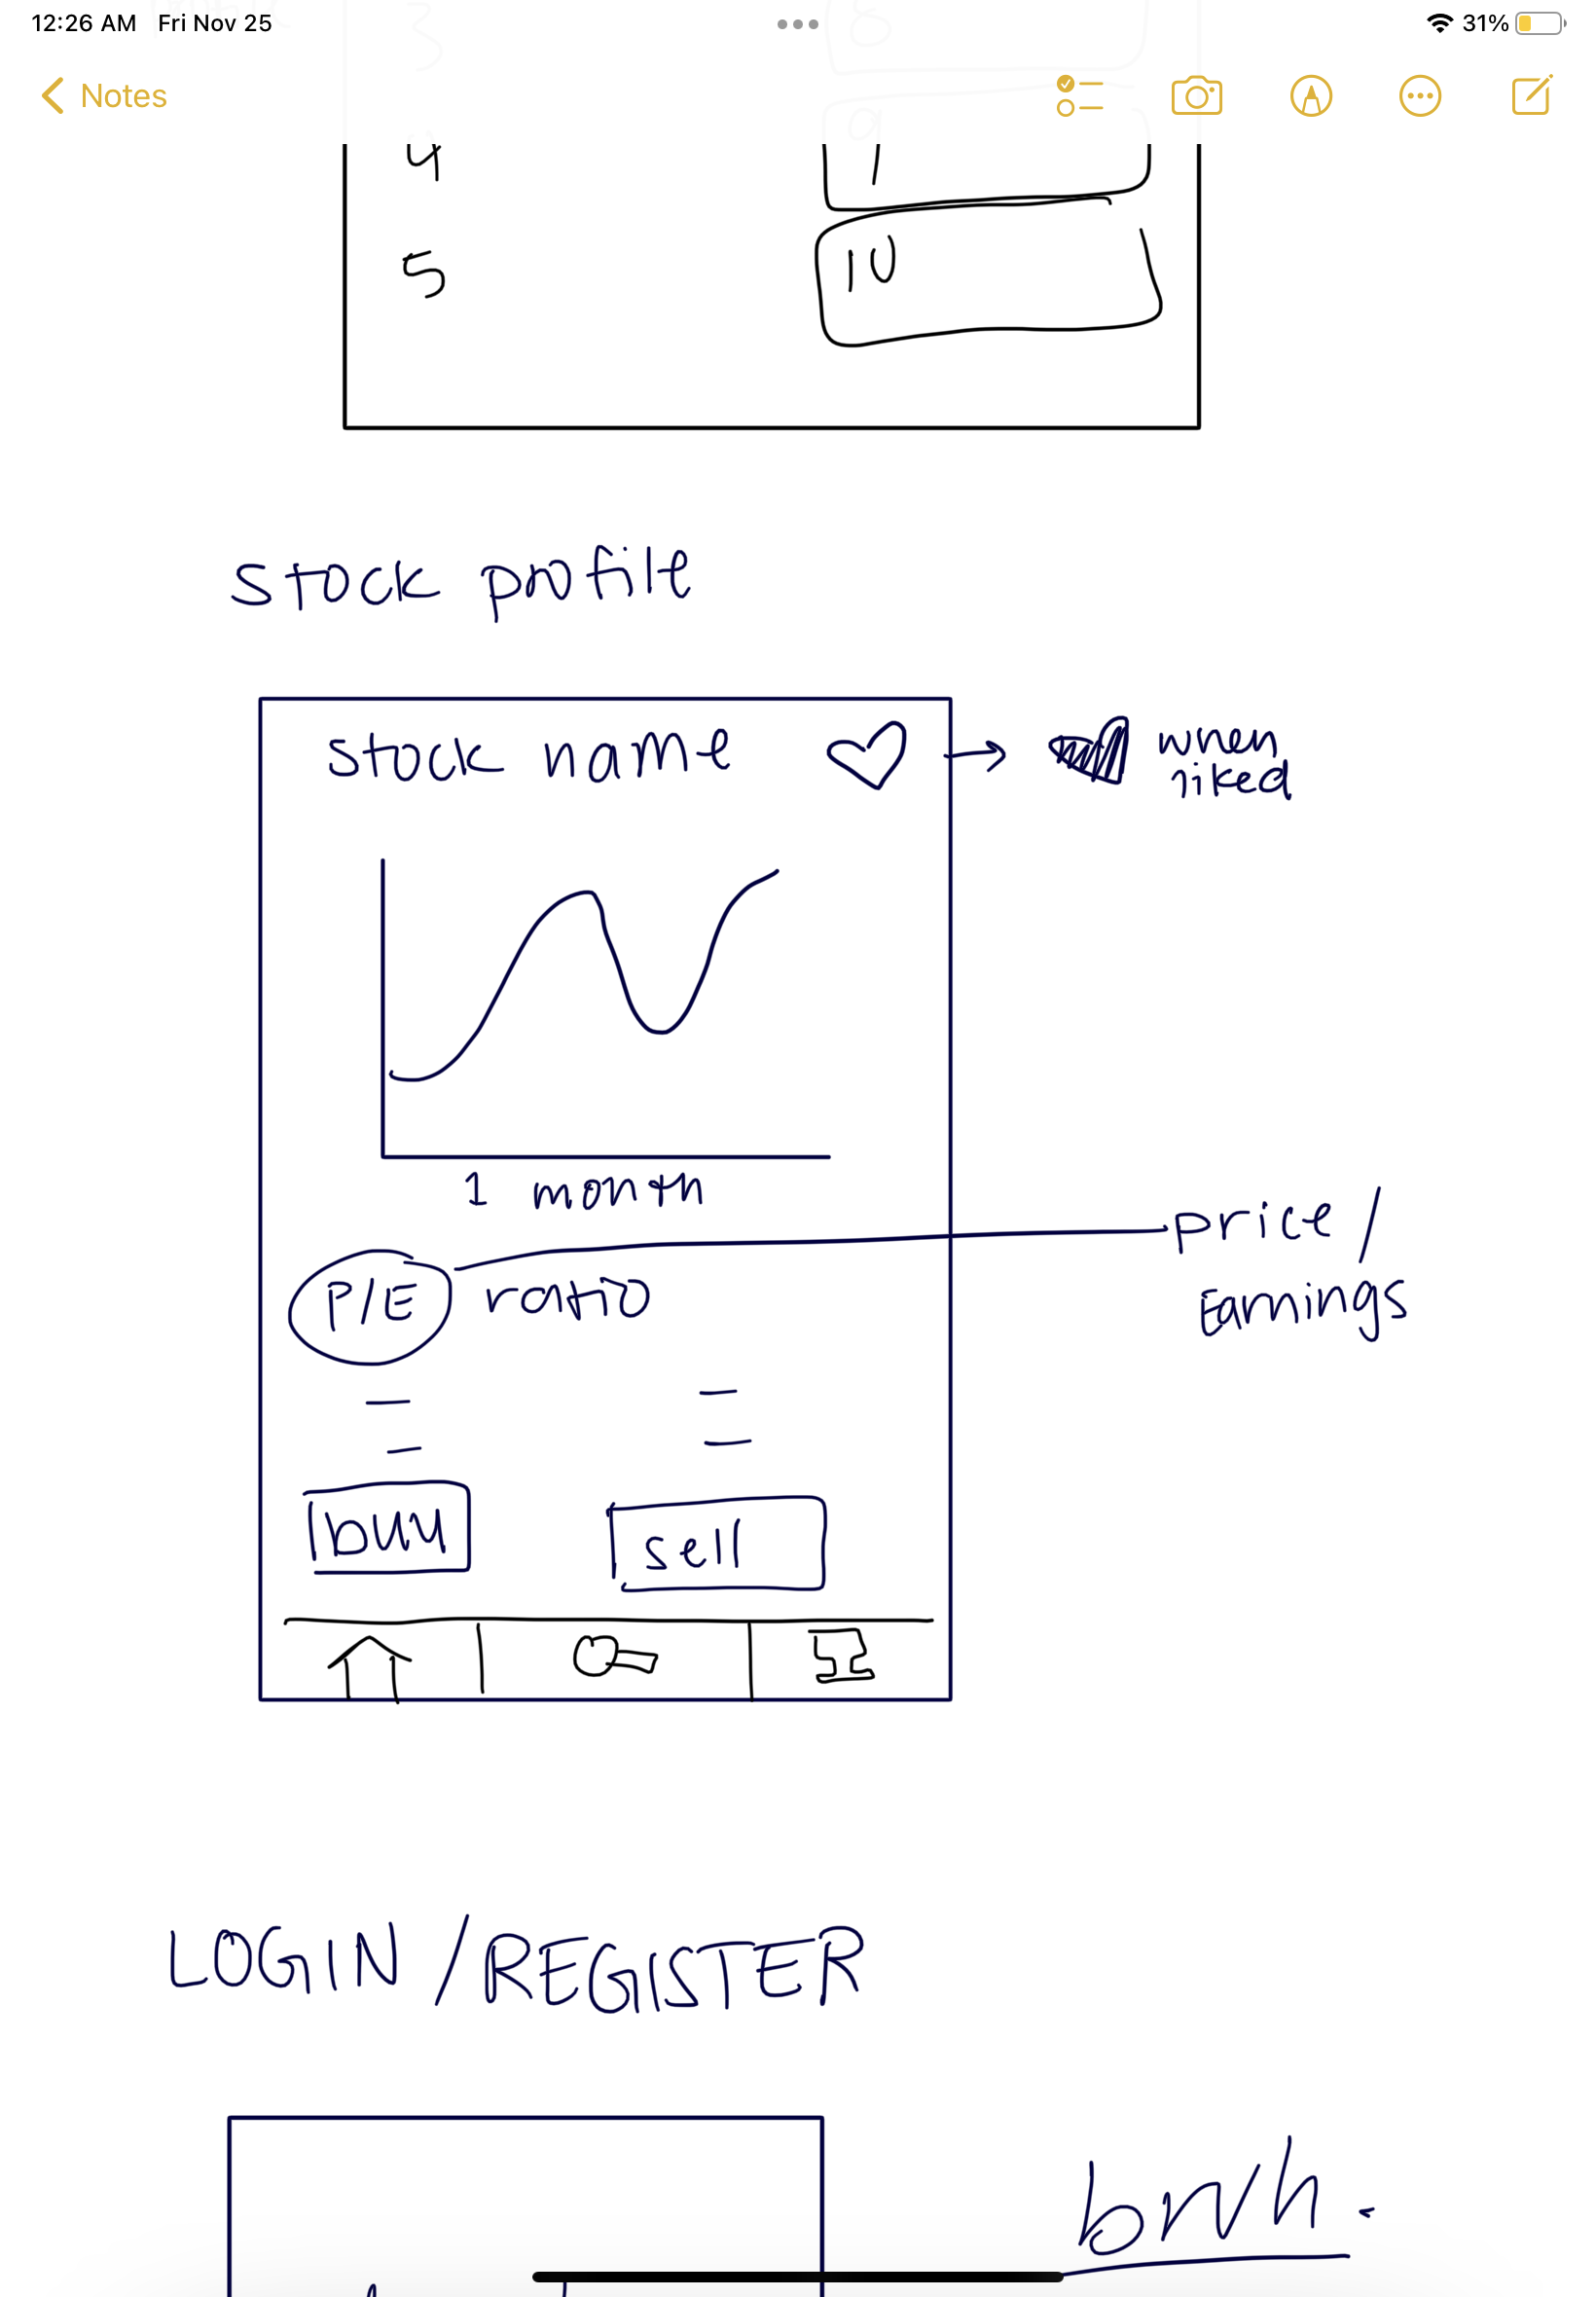 12:26 AM Fri Nov 25
31%
Notes
4
5
10
stock profile
stock name
when
liked
1 month
price /
Earnings
P/E ratio
buy
sell
LOGIN /REGISTER
bruh.